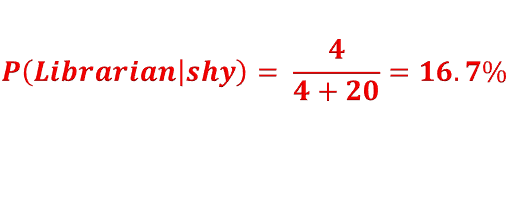 P(Librarian|shy) = 4/(4 + 20) = 16.7%